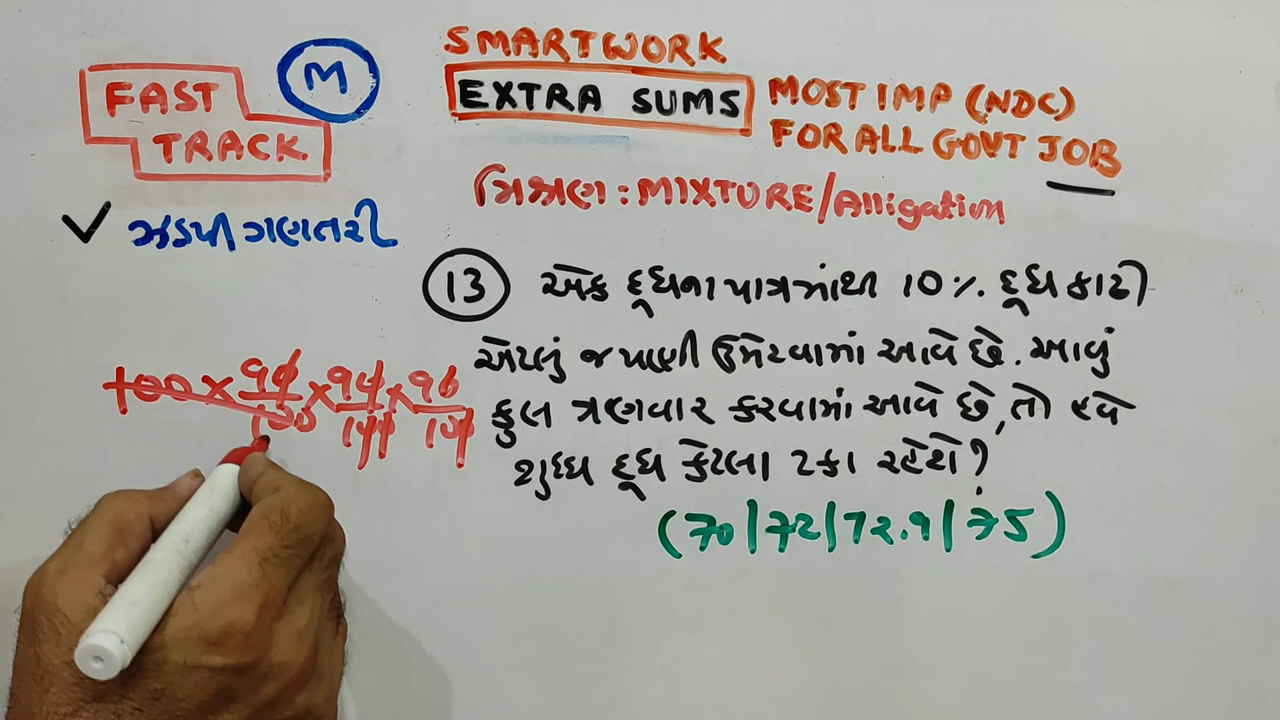 FAST
TRACK
M
ઝડપી ગણતરી
SMARTWORK
EXTRA SUMS
MOST IMP (NDC)
FOR ALL GOVT JOB
મિશ્રણ : MIXTURE/Alligation
13 એક દૂધના પાત્રમાંથી 10% દૂધ કાઢી
એટલું જ પાણી ઉમેરવામાં આવે છે. આવું
કુલ ત્રણવાર કરવામાં આવે છે, તો હવે
શુધ્ધ દૂધ કેટલા ટકા રહેશે?
(70/72/72.9/75)
100 × 90/100 × 90/100 × 90/100